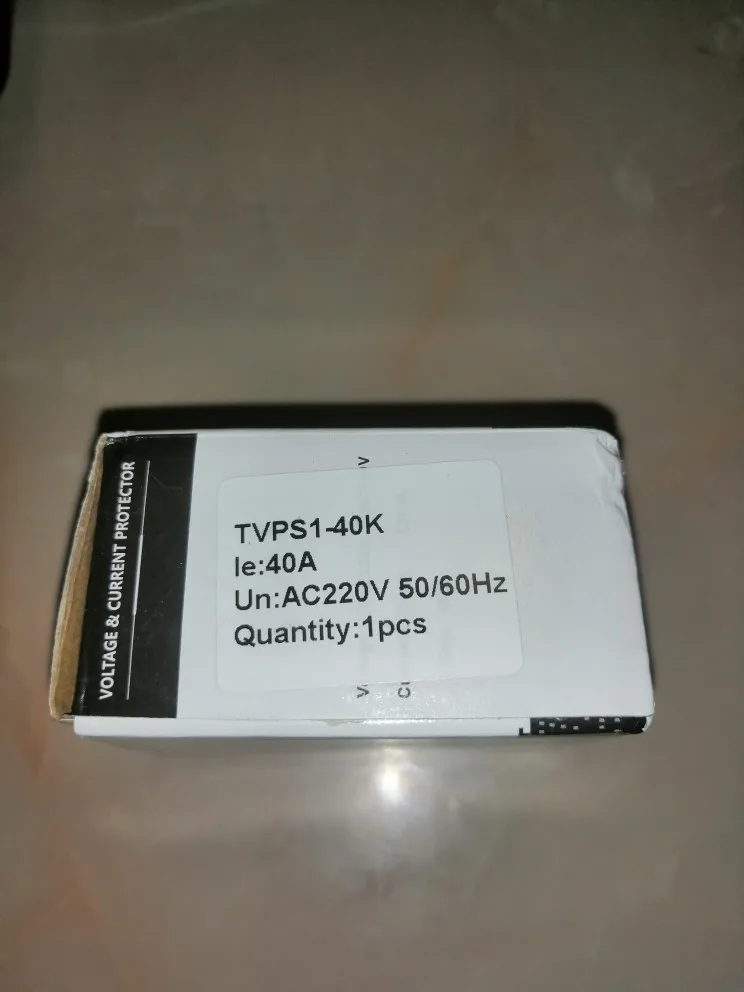 VOLTAGE & CURRENT PROTECTOR
TVPS1-40K
Ie:40A
Un:AC220V 50/60Hz
Quantity:1pcs